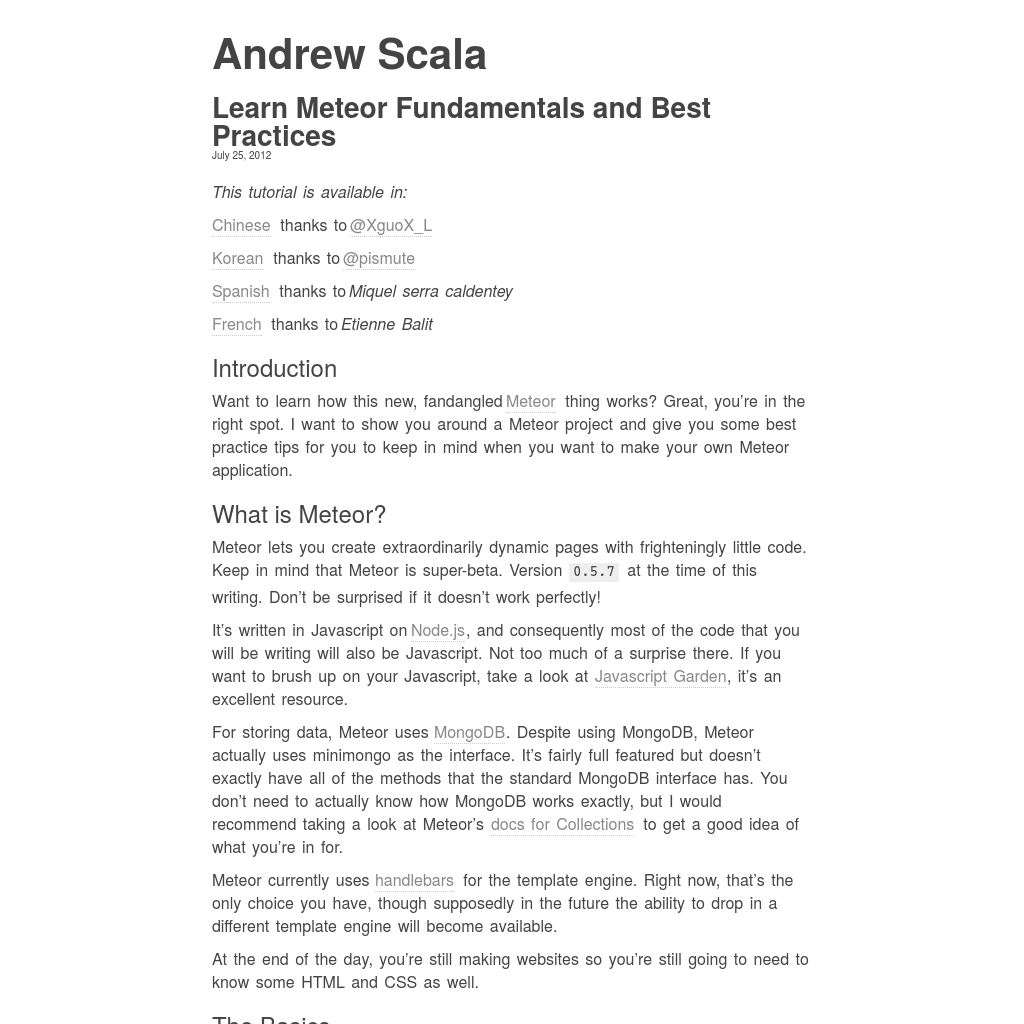 Andrew Scala
Learn Meteor Fundamentals and Best
Practices
July 25, 2012
This tutorial is available in:
Chinese thanks to @XguoX_L
Korean thanks to @pismute
Spanish thanks to Miquel serra caldentey
French thanks to Etienne Balit
Introduction
Want to learn how this new, fandangled Meteor thing works? Great, you’re in the
right spot. I want to show you around a Meteor project and give you some best
practice tips for you to keep in mind when you want to make your own Meteor
application.
What is Meteor?
Meteor lets you create extraordinarily dynamic pages with frighteningly little code.
Keep in mind that Meteor is super-beta. Version 0.5.7 at the time of this
writing. Don’t be surprised if it doesn’t work perfectly!
It’s written in Javascript on Node.js, and consequently most of the code that you
will be writing will also be Javascript. Not too much of a surprise there. If you
want to brush up on your Javascript, take a look at Javascript Garden, it’s an
excellent resource.
For storing data, Meteor uses MongoDB. Despite using MongoDB, Meteor
actually uses minimongo as the interface. It’s fairly full featured but doesn’t
exactly have all of the methods that the standard MongoDB interface has. You
don’t need to actually know how MongoDB works exactly, but I would
recommend taking a look at Meteor’s docs for Collections to get a good idea of
what you’re in for.
Meteor currently uses handlebars for the template engine. Right now, that’s the
only choice you have, though supposedly in the future the ability to drop in a
different template engine will become available.
At the end of the day, you’re still making websites so you’re still going to need to
know some HTML and CSS as well.
The Basics